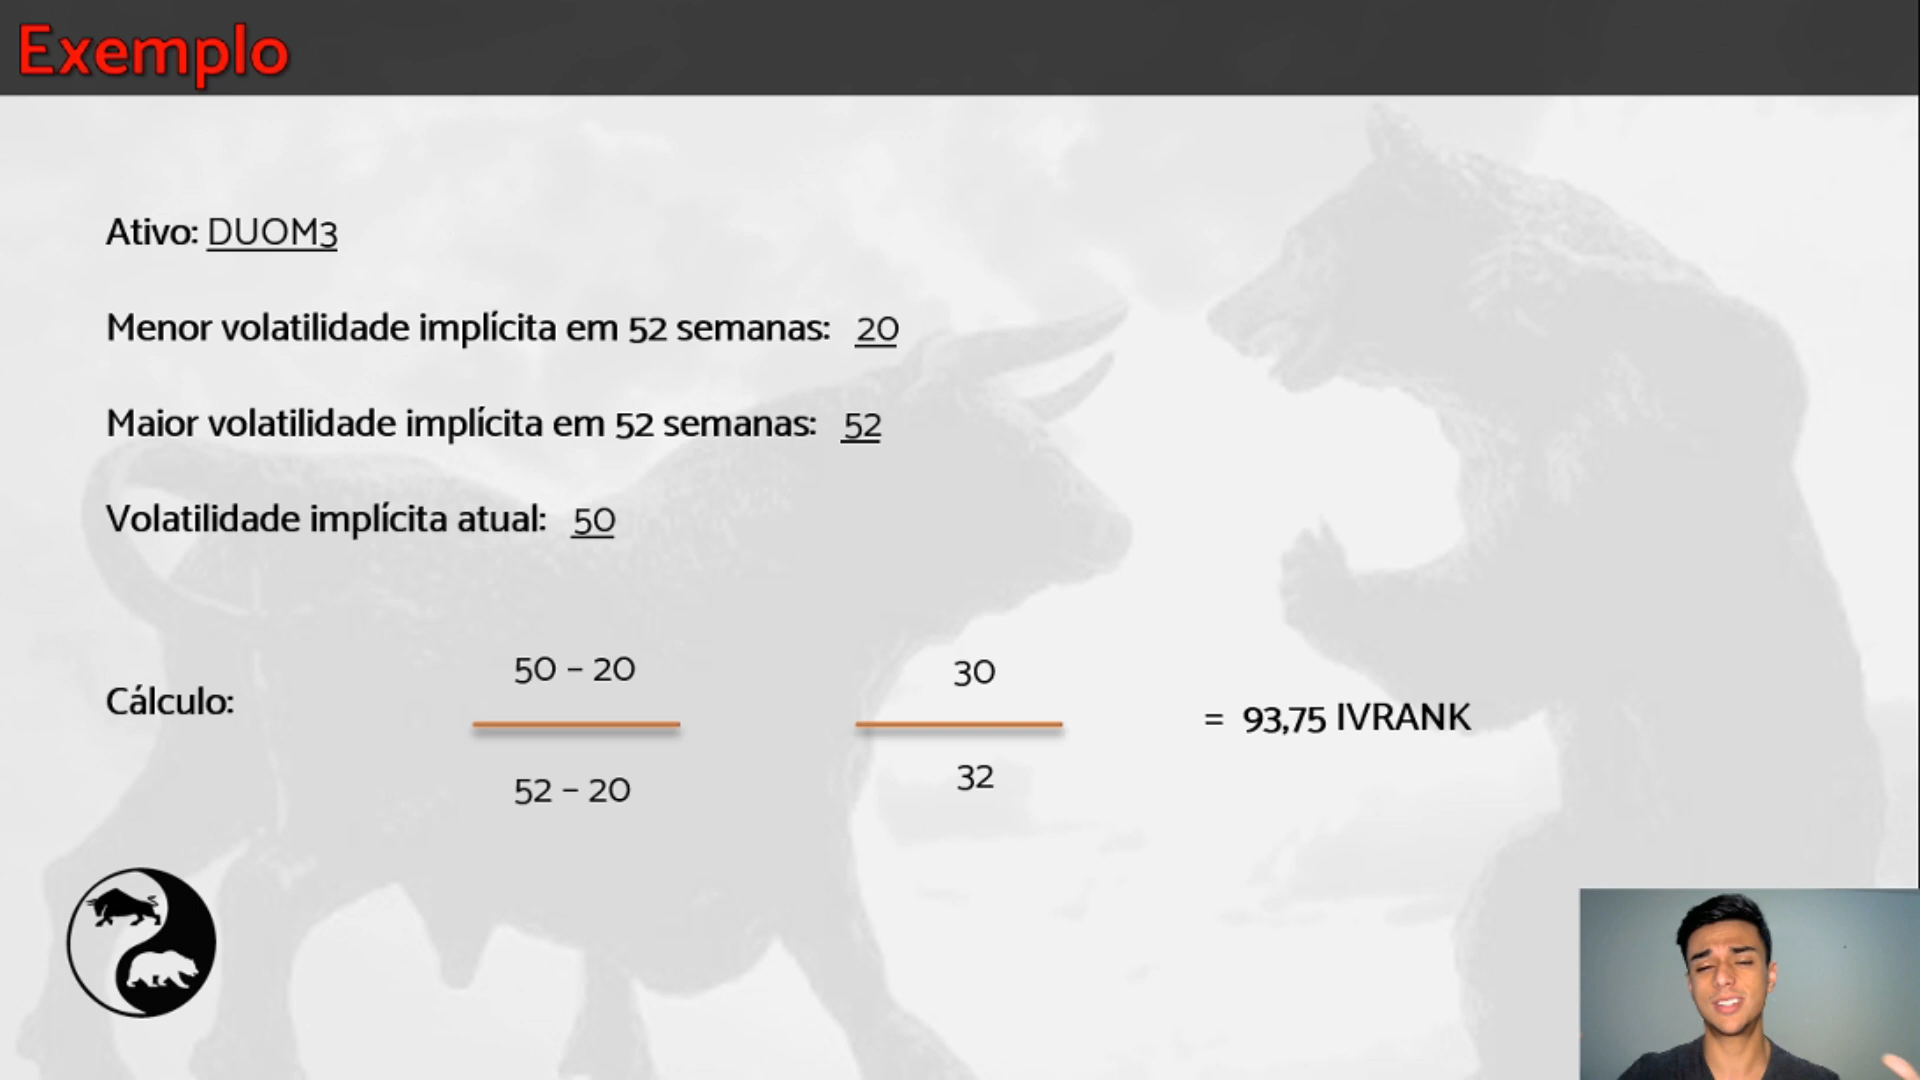 Exemplo
Ativo: DUOM3
Menor volatilidade implícita em 52 semanas: 20
Maior volatilidade implícita em 52 semanas: 52
Volatilidade implícita atual: 50
Cálculo:
50 – 20
52 – 20
30
32
= 93,75 IVRANK